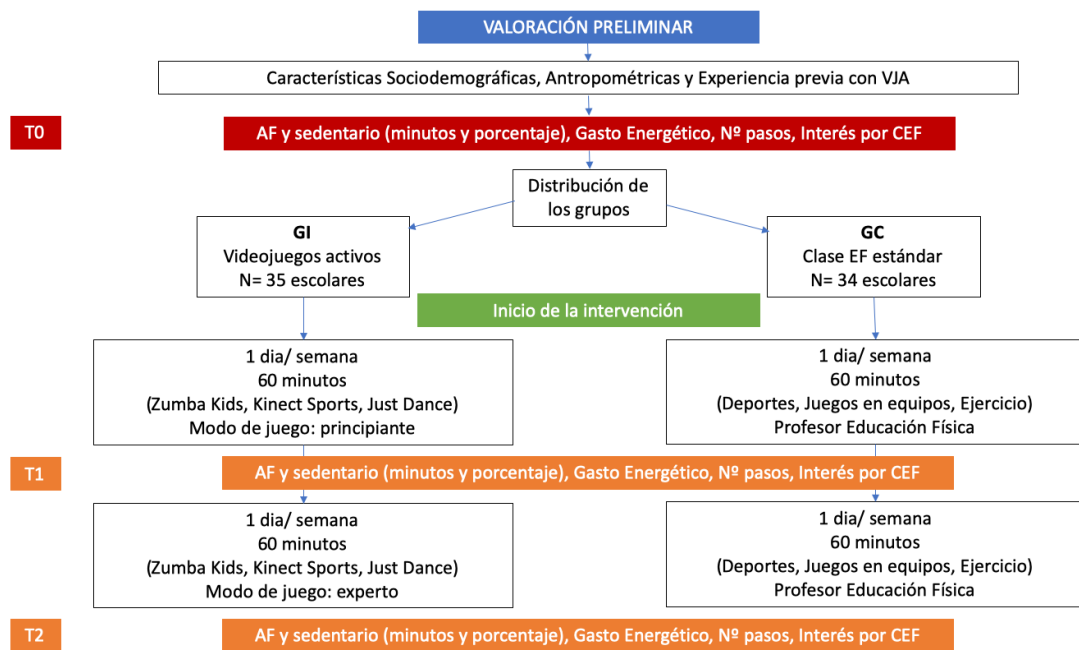 VALORACIÓN PRELIMINAR
Características Sociodemográficas, Antropométricas y Experiencia previa con VJA
T0
AF y sedentario (minutos y porcentaje), Gasto Energético, Nº pasos, Interés por CEF
Distribución de
los grupos
GI
Videojuegos activos
N= 35 escolares
GC
Clase EF estándar
N= 34 escolares
Inicio de la intervención
1 dia/ semana
60 minutos
(Zumba Kids, Kinect Sports, Just Dance)
Modo de juego: principiante
1 dia/ semana
60 minutos
(Deportes, Juegos en equipos, Ejercicio)
Profesor Educación Física
T1
AF y sedentario (minutos y porcentaje), Gasto Energético, Nº pasos, Interés por CEF
1 dia/ semana
60 minutos
(Zumba Kids, Kinect Sports, Just Dance)
Modo de juego: experto
1 dia/ semana
60 minutos
(Deportes, Juegos en equipos, Ejercicio)
Profesor Educación Física
T2
AF y sedentario (minutos y porcentaje), Gasto Energético, Nº pasos, Interés por CEF